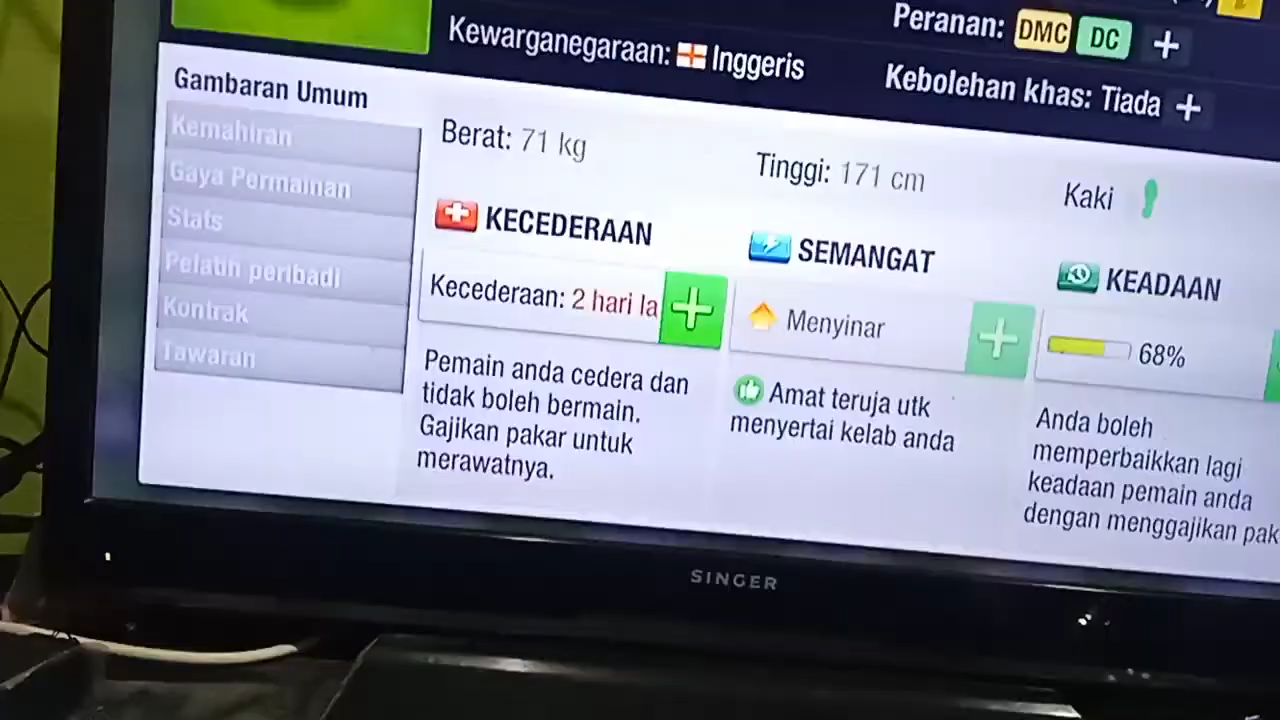 Peranan: DMC DC +
Kewarganegaraan: Inggeris
Kebolehan khas: Tiada +
Gambaran Umum
Kemahiran
Gaya Permainan
Stats
Pelatih peribadi
Kontrak
Tawaran
Berat: 71 kg
Tinggi: 171 cm
Kaki
KECEDERAAN
Kecederaan: 2 hari la
Pemain anda cedera dan
tidak boleh bermain.
Gajikan pakar untuk
merawatnya.
SEMANGAT
Menyinar
Amat teruja utk
menyertai kelab anda
KEADAAN
68%
Anda boleh
memperbaikkan lagi
keadaan pemain anda
dengan menggajikan pak
SINGER